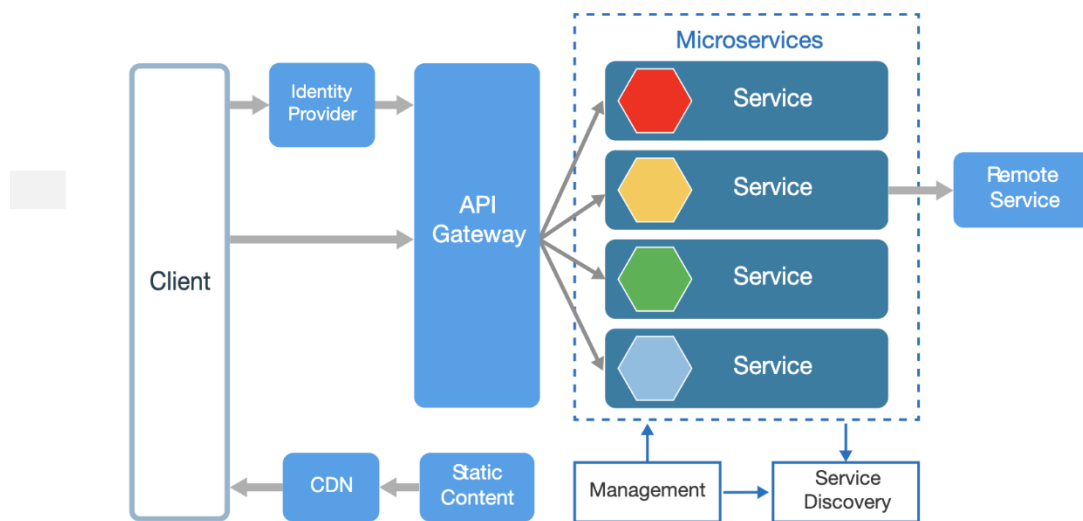 Microservices
Identity
Provider
Service
API
Gateway
Service
Remote
Service
Client
Service
Service
CDN
Static
Content
Management
Service
Discovery